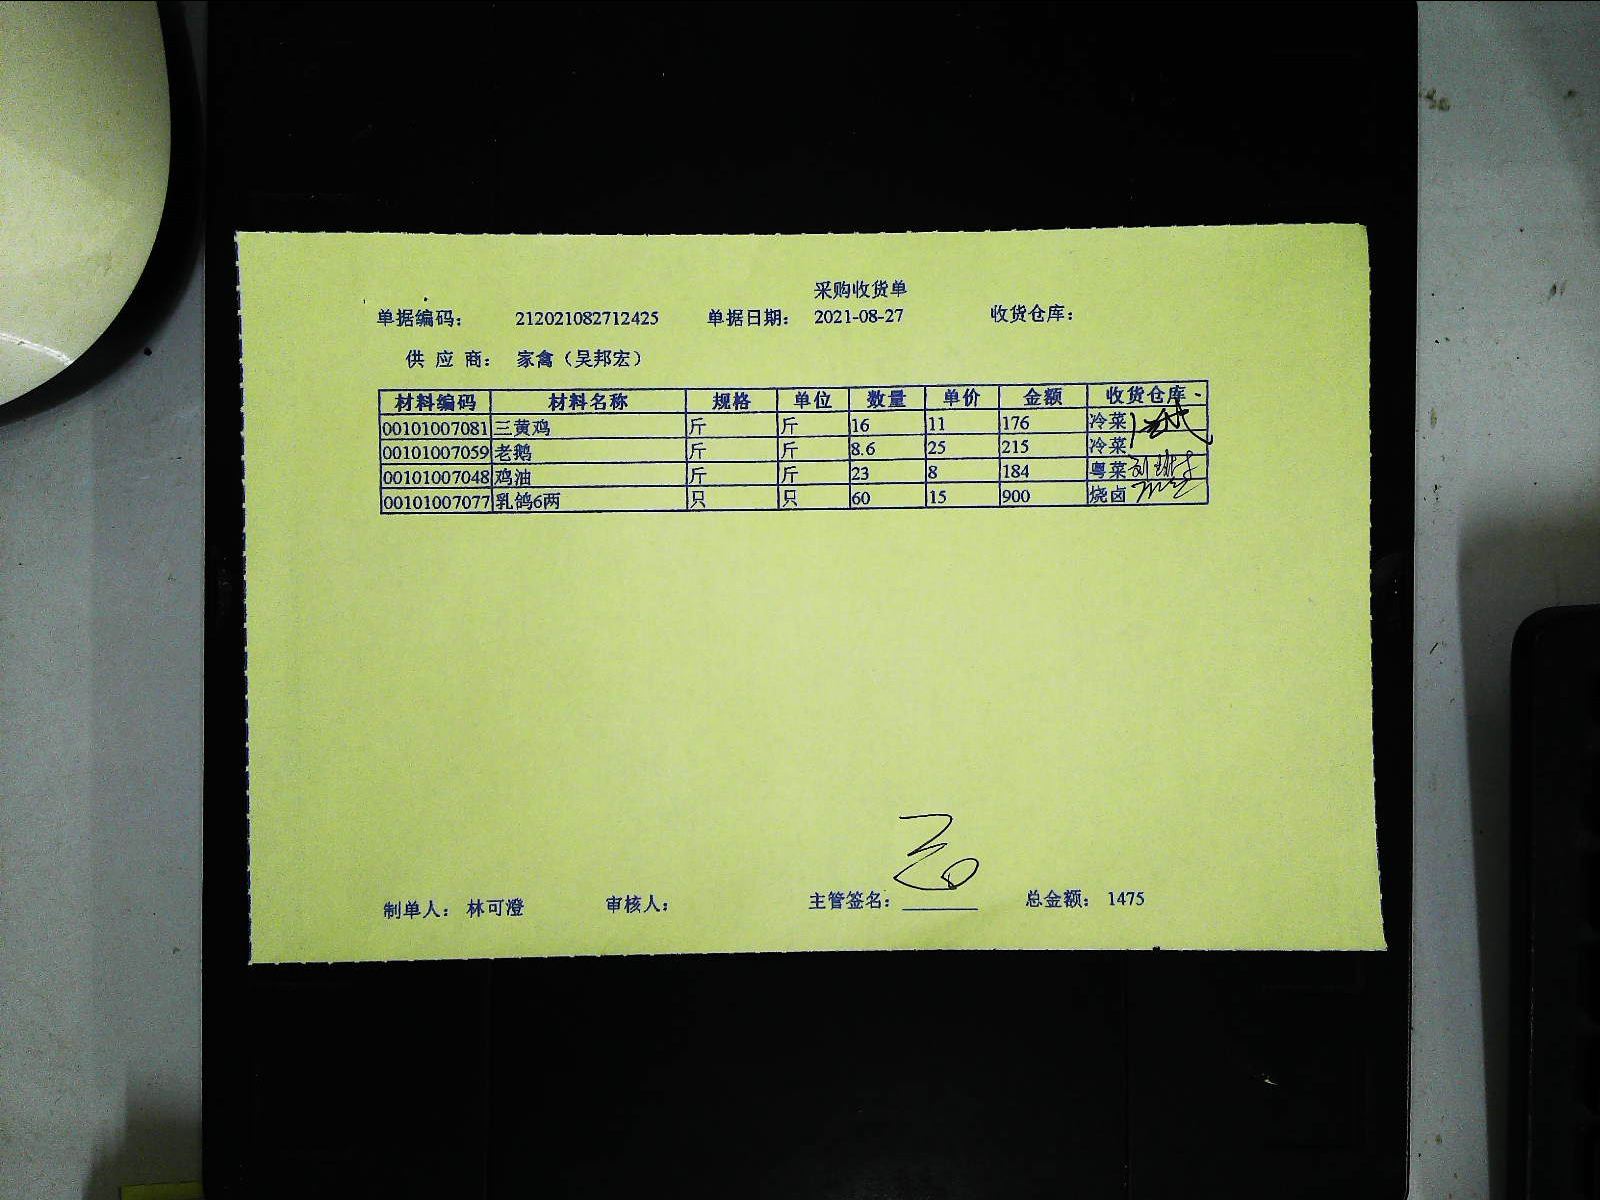 采购收货单
单据编码： 212021082712425 单据日期： 2021-08-27 收货仓库：
供 应 商： 家禽（吴邦宏）
材料编码 材料名称 规格 单位 数量 单价 金额 收货仓库
00101007081 三黄鸡 斤 斤 16 11 176 冷菜
00101007059 老鹅 斤 斤 8.6 25 215 冷菜
00101007048 鸡油 斤 斤 23 8 184 粤菜
00101007077 乳鸽6两 只 只 60 15 900 烧卤
制单人： 林可澄 审核人： 主管签名： 总金额： 1475